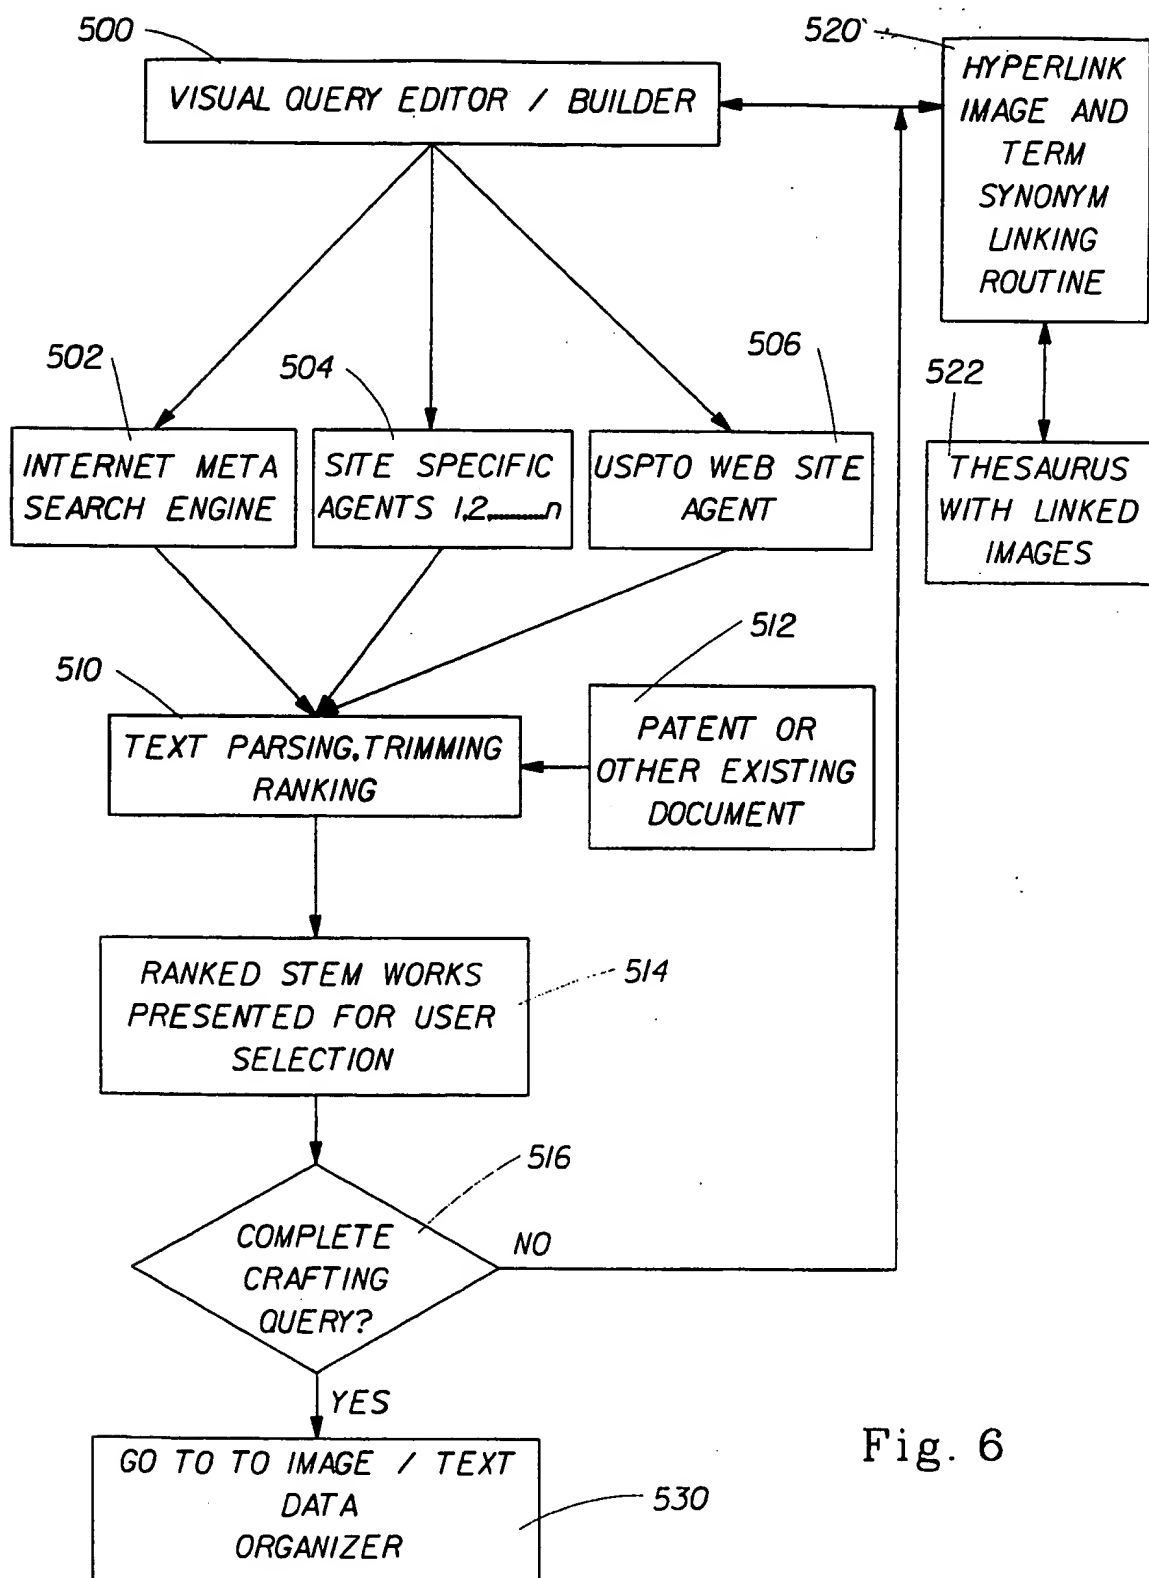 500
VISUAL QUERY EDITOR / BUILDER
520
HYPERLINK
IMAGE AND
TERM
SYNONYM
LINKING
ROUTINE
502
INTERNET META
SEARCH ENGINE
504
SITE SPECIFIC
AGENTS 1,2,........n
506
USPTO WEB SITE
AGENT
522
THESAURUS
WITH LINKED
IMAGES
510
TEXT PARSING,TRIMMING
RANKING
512
PATENT OR
OTHER EXISTING
DOCUMENT
514
RANKED STEM WORKS
PRESENTED FOR USER
SELECTION
516
COMPLETE
CRAFTING
QUERY?
NO
YES
GO TO TO IMAGE / TEXT
DATA
ORGANIZER
530
Fig. 6